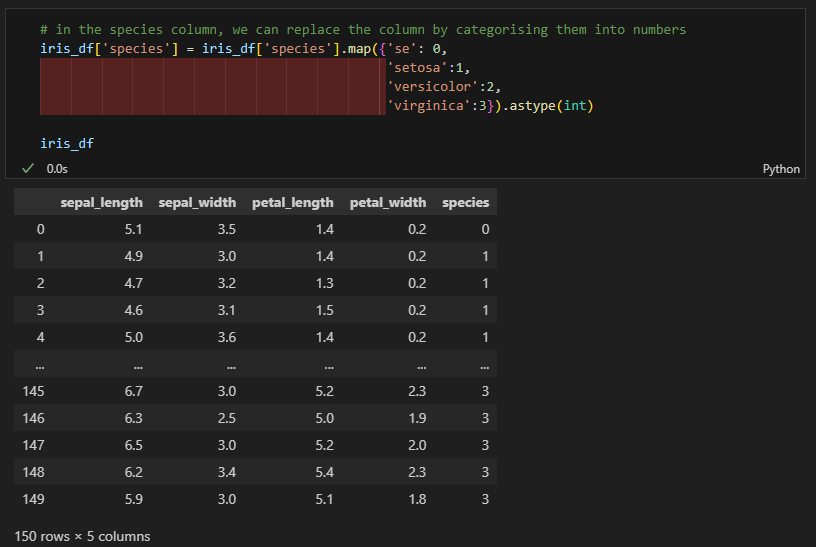 # in the species column, we can replace the column by categorising them into numbers
iris_df['species'] = iris_df['species'].map({'se': 0,
'setosa':1,
'versicolor':2,
'virginica':3}).astype(int)
iris_df
0.0s
Python
sepal_length sepal_width petal_length petal_width species
0 5.1 3.5 1.4 0.2 0
1 4.9 3.0 1.4 0.2 1
2 4.7 3.2 1.3 0.2 1
3 4.6 3.1 1.5 0.2 1
4 5.0 3.6 1.4 0.2 1
... ... ... ... ... ...
145 6.7 3.0 5.2 2.3 3
146 6.3 2.5 5.0 1.9 3
147 6.5 3.0 5.2 2.0 3
148 6.2 3.4 5.4 2.3 3
149 5.9 3.0 5.1 1.8 3
150 rows × 5 columns